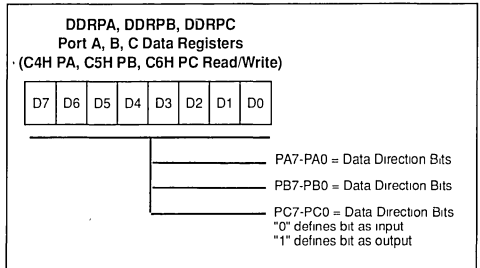 DDRPA, DDRPB, DDRPC
Port A, B, C Data Registers
(C4H PA, C5H PB, C6H PC Read/Write)
D7 D6 D5 D4 D3 D2 D1 D0
PA7-PA0 = Data Direction Bits
PB7-PB0 = Data Direction Bits
PC7-PC0 = Data Direction Bits
"0" defines bit as input
"1" defines bit as output